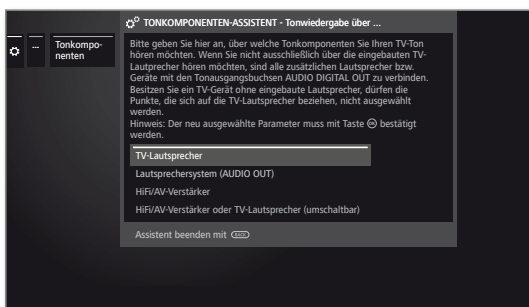 TONKOMPONENTEN-ASSISTENT - Tonwiedergabe über ...
...
Tonkompo-
nenten
Bitte geben Sie hier an, über welche Tonkomponenten Sie Ihren TV-Ton
hören möchten. Wenn Sie nicht ausschließlich über die eingebauten TV-
Lautprecher hören möchten, sind alle zusätzlichen Lautsprecher bzw.
Geräte mit den Tonausgangsbuchsen AUDIO DIGITAL OUT zu verbinden.
Besitzen Sie ein TV-Gerät ohne eingebaute Lautsprecher, dürfen die
Punkte, die sich auf die TV-Lautsprecher beziehen, nicht ausgewählt
werden.
Hinweis: Der neu ausgewählte Parameter muss mit Taste OK bestätigt
werden.
TV-Lautsprecher
Lautsprechersystem (AUDIO OUT)
HiFi/AV-Verstärker
HiFi/AV-Verstärker oder TV-Lautsprecher (umschaltbar)
Assistent beenden mit BACK